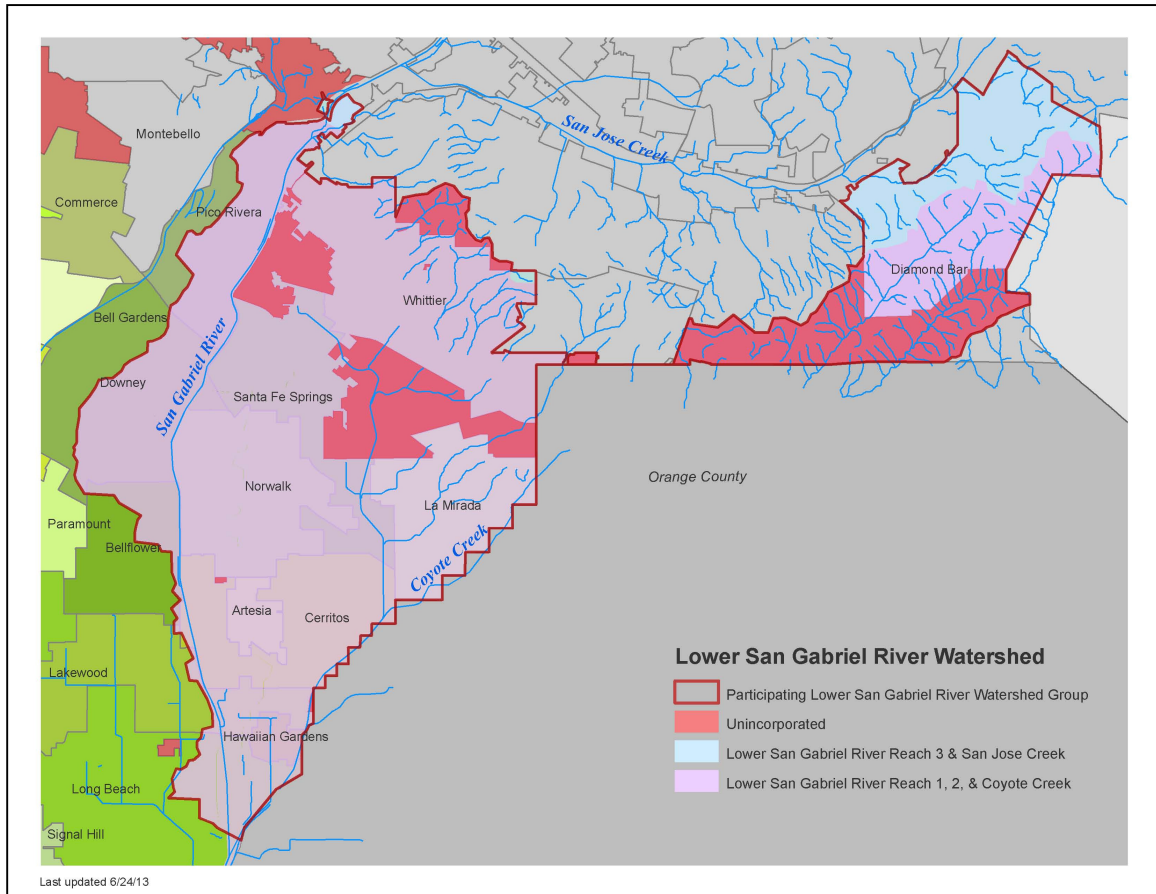 San Jose Creek
Montebello
Commerce
Pico Rivera
Diamond Bar
Whittier
Bell Gardens
San Gabriel River
Downey
Santa Fe Springs
Orange County
Norwalk
La Mirada
Paramount
Bellflower
Coyote Creek
Artesia
Cerritos
Lakewood
Hawaiian Gardens
Long Beach
Signal Hill
Lower San Gabriel River Watershed
Participating Lower San Gabriel River Watershed Group
Unincorporated
Lower San Gabriel River Reach 3 & San Jose Creek
Lower San Gabriel River Reach 1, 2, & Coyote Creek
Last updated 6/24/13